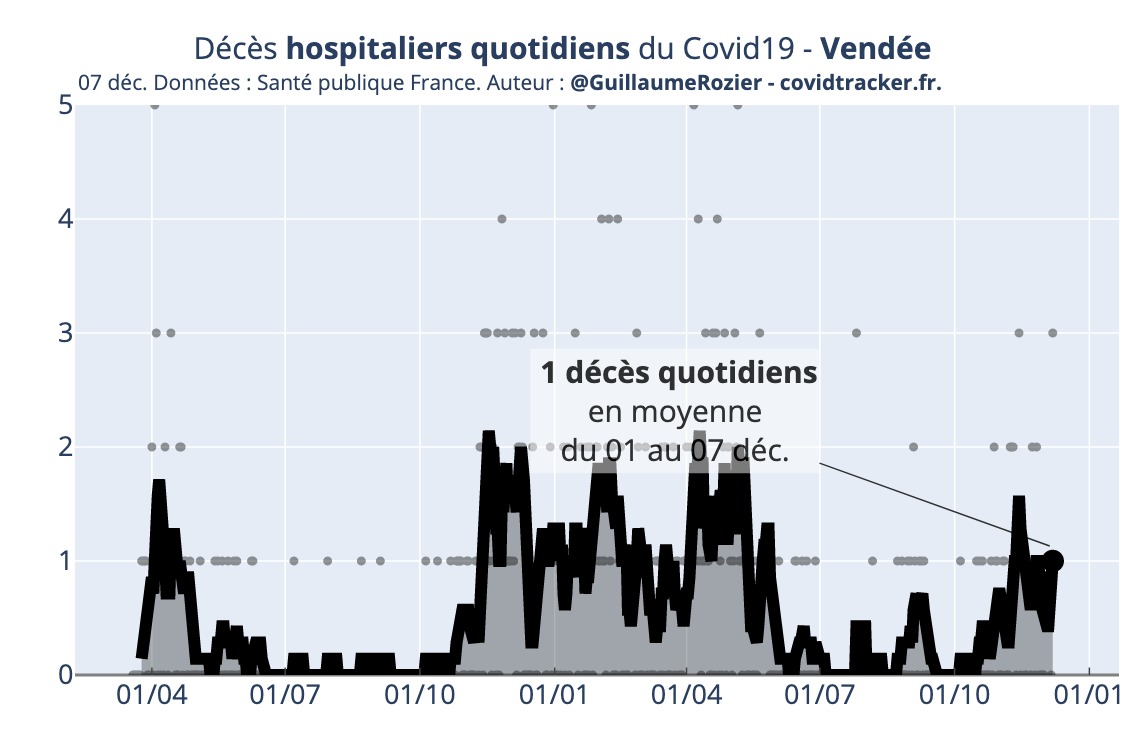 Décès hospitaliers quotidiens du Covid19 - Vendée
07 déc. Données : Santé publique France. Auteur : @GuillaumeRozier - covidtracker.fr.
5
4
3
1 décès quotidiens
en moyenne
2
du 01 au 07 déc.
1
0
01/04 01/07 01/10 01/01 01/04 01/07 01/10 01/01